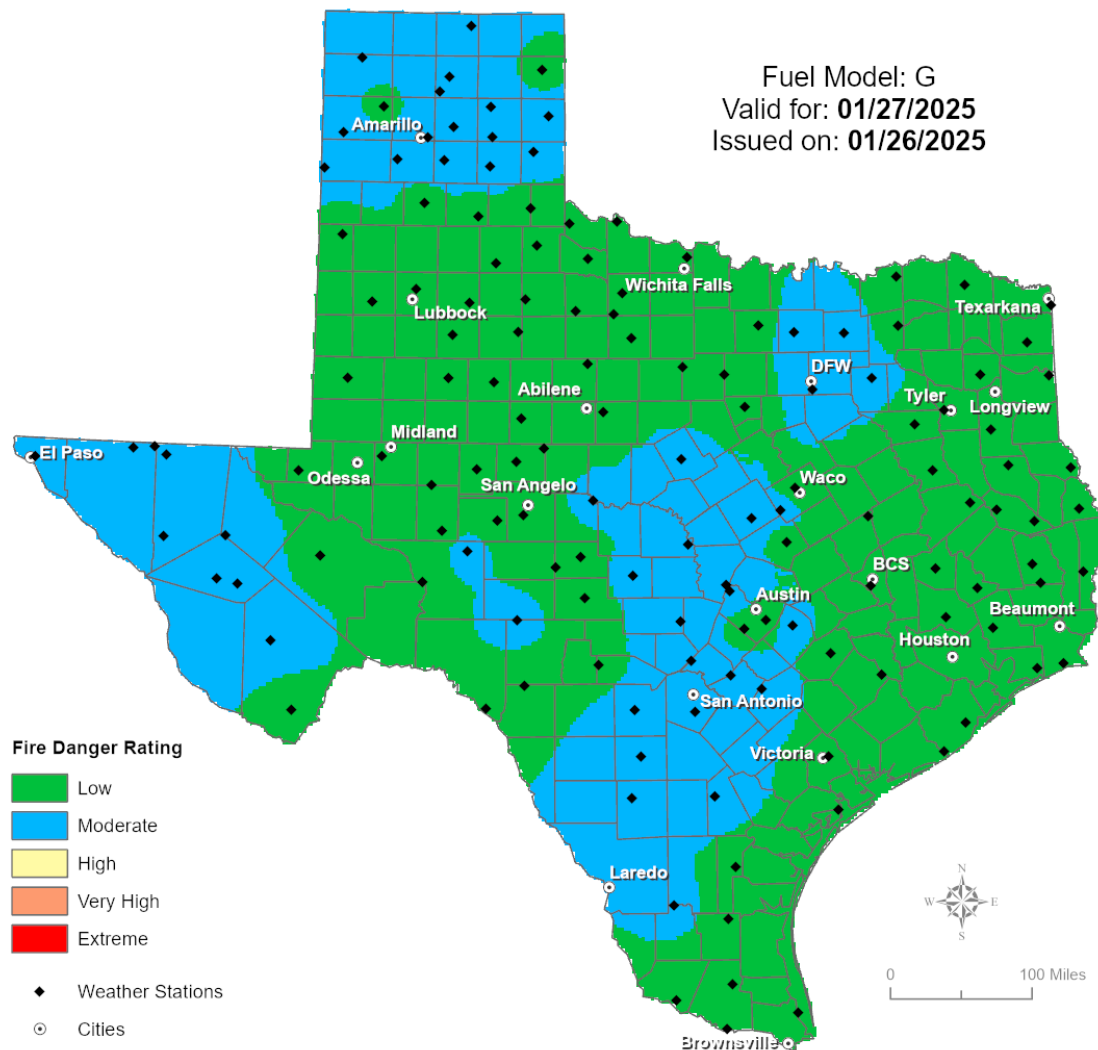 Fuel Model: G
Valid for: 01/27/2025
Issued on: 01/26/2025
Amarillo
Wichita Falls
Texarkana
Lubbock
DFW
Abilene
Tyler
Longview
Midland
El Paso
Odessa
San Angelo
Waco
BCS
Austin
Beaumont
Houston
San Antonio
Victoria
Laredo
Brownsville
Fire Danger Rating
Low
Moderate
High
Very High
Extreme
Weather Stations
Cities
N
W E
S
0 100 Miles